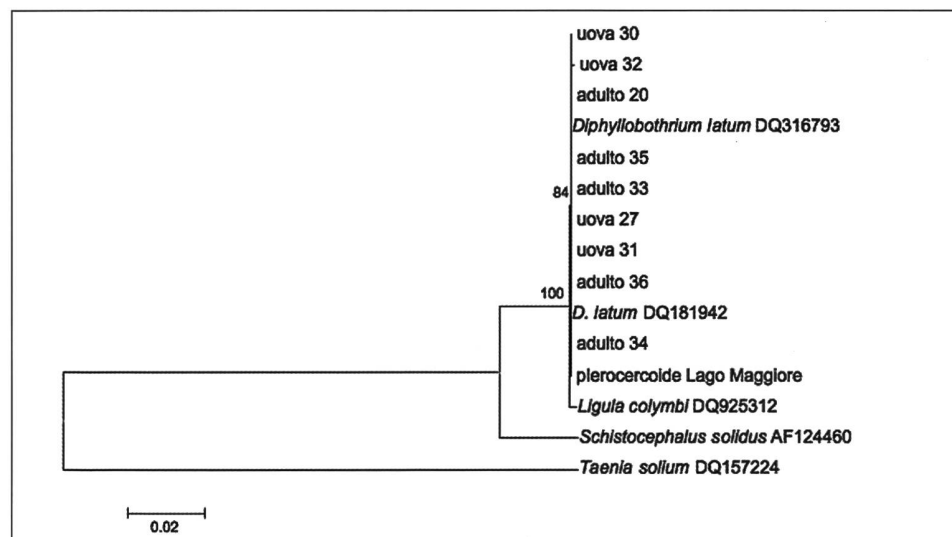 uova 30
uova 32
adulto 20
Diphyllobothrium latum DQ316793
adulto 35
adulto 33
84
uova 27
uova 31
adulto 36
100
D. latum DQ181942
adulto 34
plerocercoide Lago Maggiore
Ligula colymbi DQ925312
Schistocephalus solidus AF124460
Taenia solium DQ157224
0.02